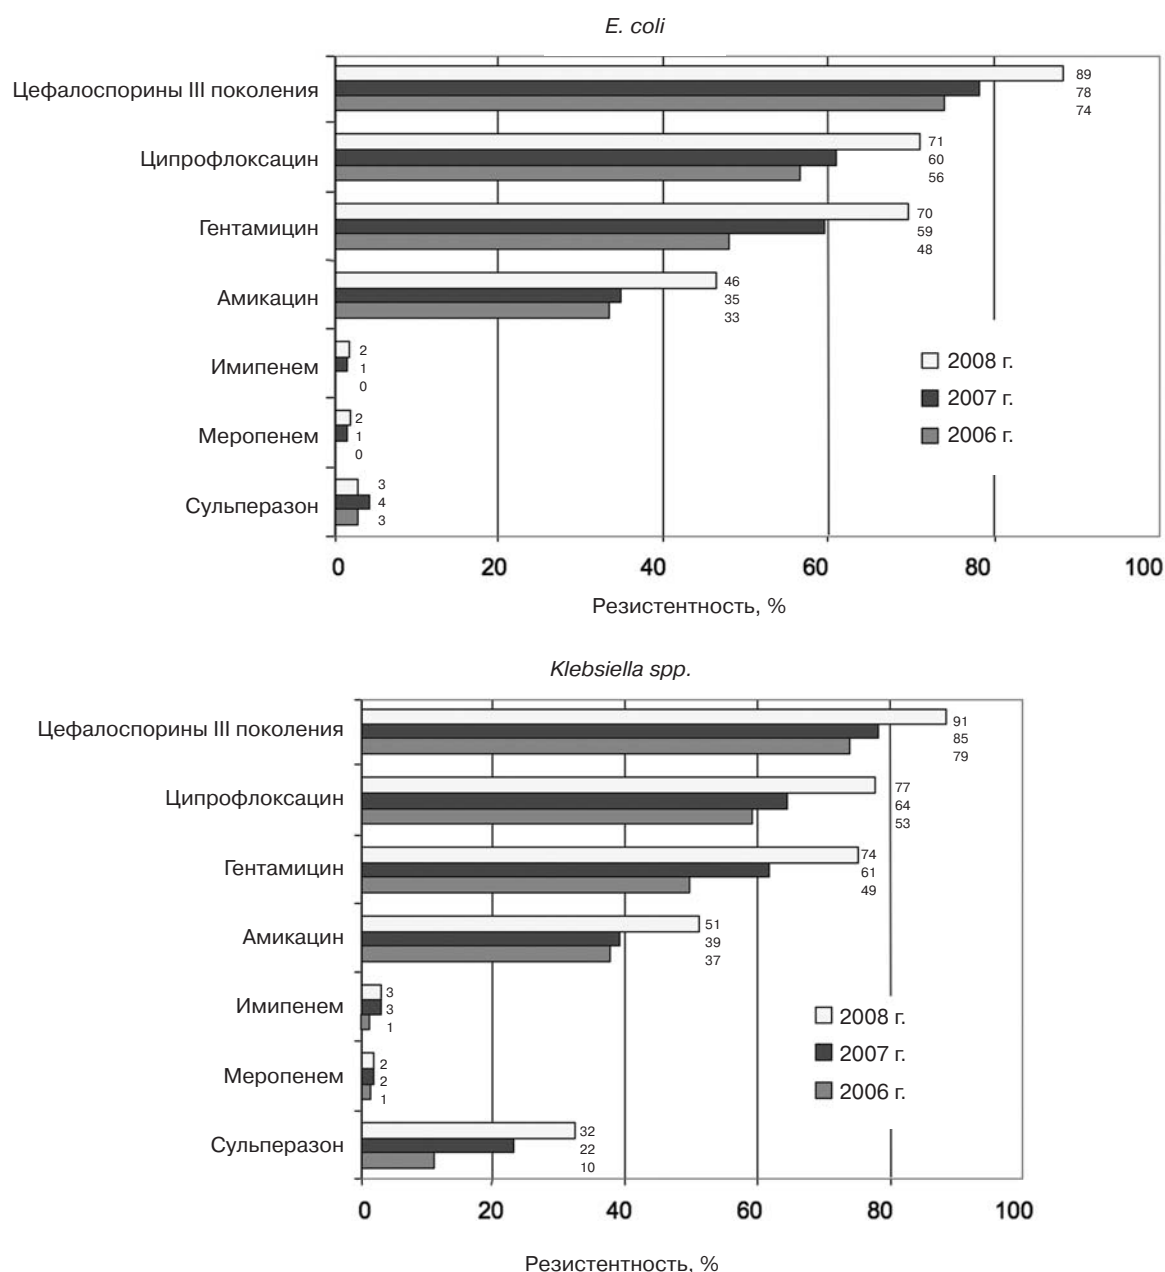 E. coli
Цефалоспорины III поколения
89
78
74
Ципрофлоксацин
71
60
56
Гентамицин
70
59
48
Амикацин
46
35
33
Имипенем
2
1
0
Меропенем
2
1
0
Сульперазон
3
4
3
2008 г.
2007 г.
2006 г.
0 20 40 60 80 100
Резистентность, %
Klebsiella spp.
Цефалоспорины III поколения
91
85
79
Ципрофлоксацин
77
64
53
Гентамицин
74
61
49
Амикацин
51
39
37
Имипенем
3
3
1
Меропенем
2
2
1
Сульперазон
32
22
10
2008 г.
2007 г.
2006 г.
0 20 40 60 80 100
Резистентность, %